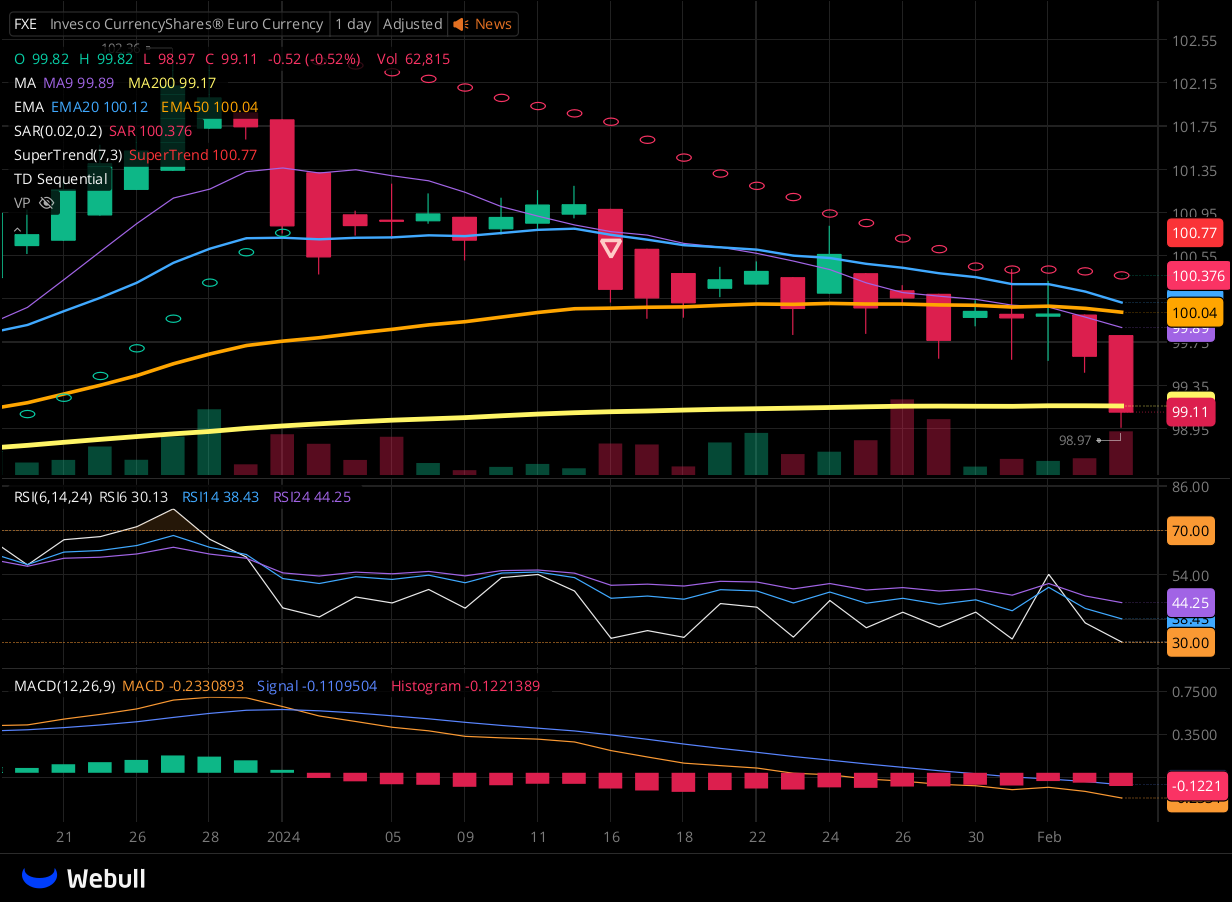 FXE Invesco CurrencyShares® Euro Currency 1 day Adjusted News
O 99.82 H 99.82 L 98.97 C 99.11 -0.52 (-0.52%) Vol 62,815
MA MA9 99.89 MA200 99.17
EMA EMA20 100.12 EMA50 100.04
SAR(0.02,0.2) SAR 100.376
SuperTrend(7,3) SuperTrend 100.77
TD Sequential
VP
102.55
102.15
101.75
101.35
100.95
100.77
100.55
100.376
100.04
99.89
99.75
99.35
99.11
98.95
98.97
RSI(6,14,24) RSI6 30.13 RSI14 38.43 RSI24 44.25
86.00
70.00
54.00
44.25
38.43
30.00
MACD(12,26,9) MACD -0.2330893 Signal -0.1109504 Histogram -0.1221389
0.7500
0.3500
-0.1221
21 26 28 2024 05 09 11 16 18 22 24 26 30 Feb
Webull